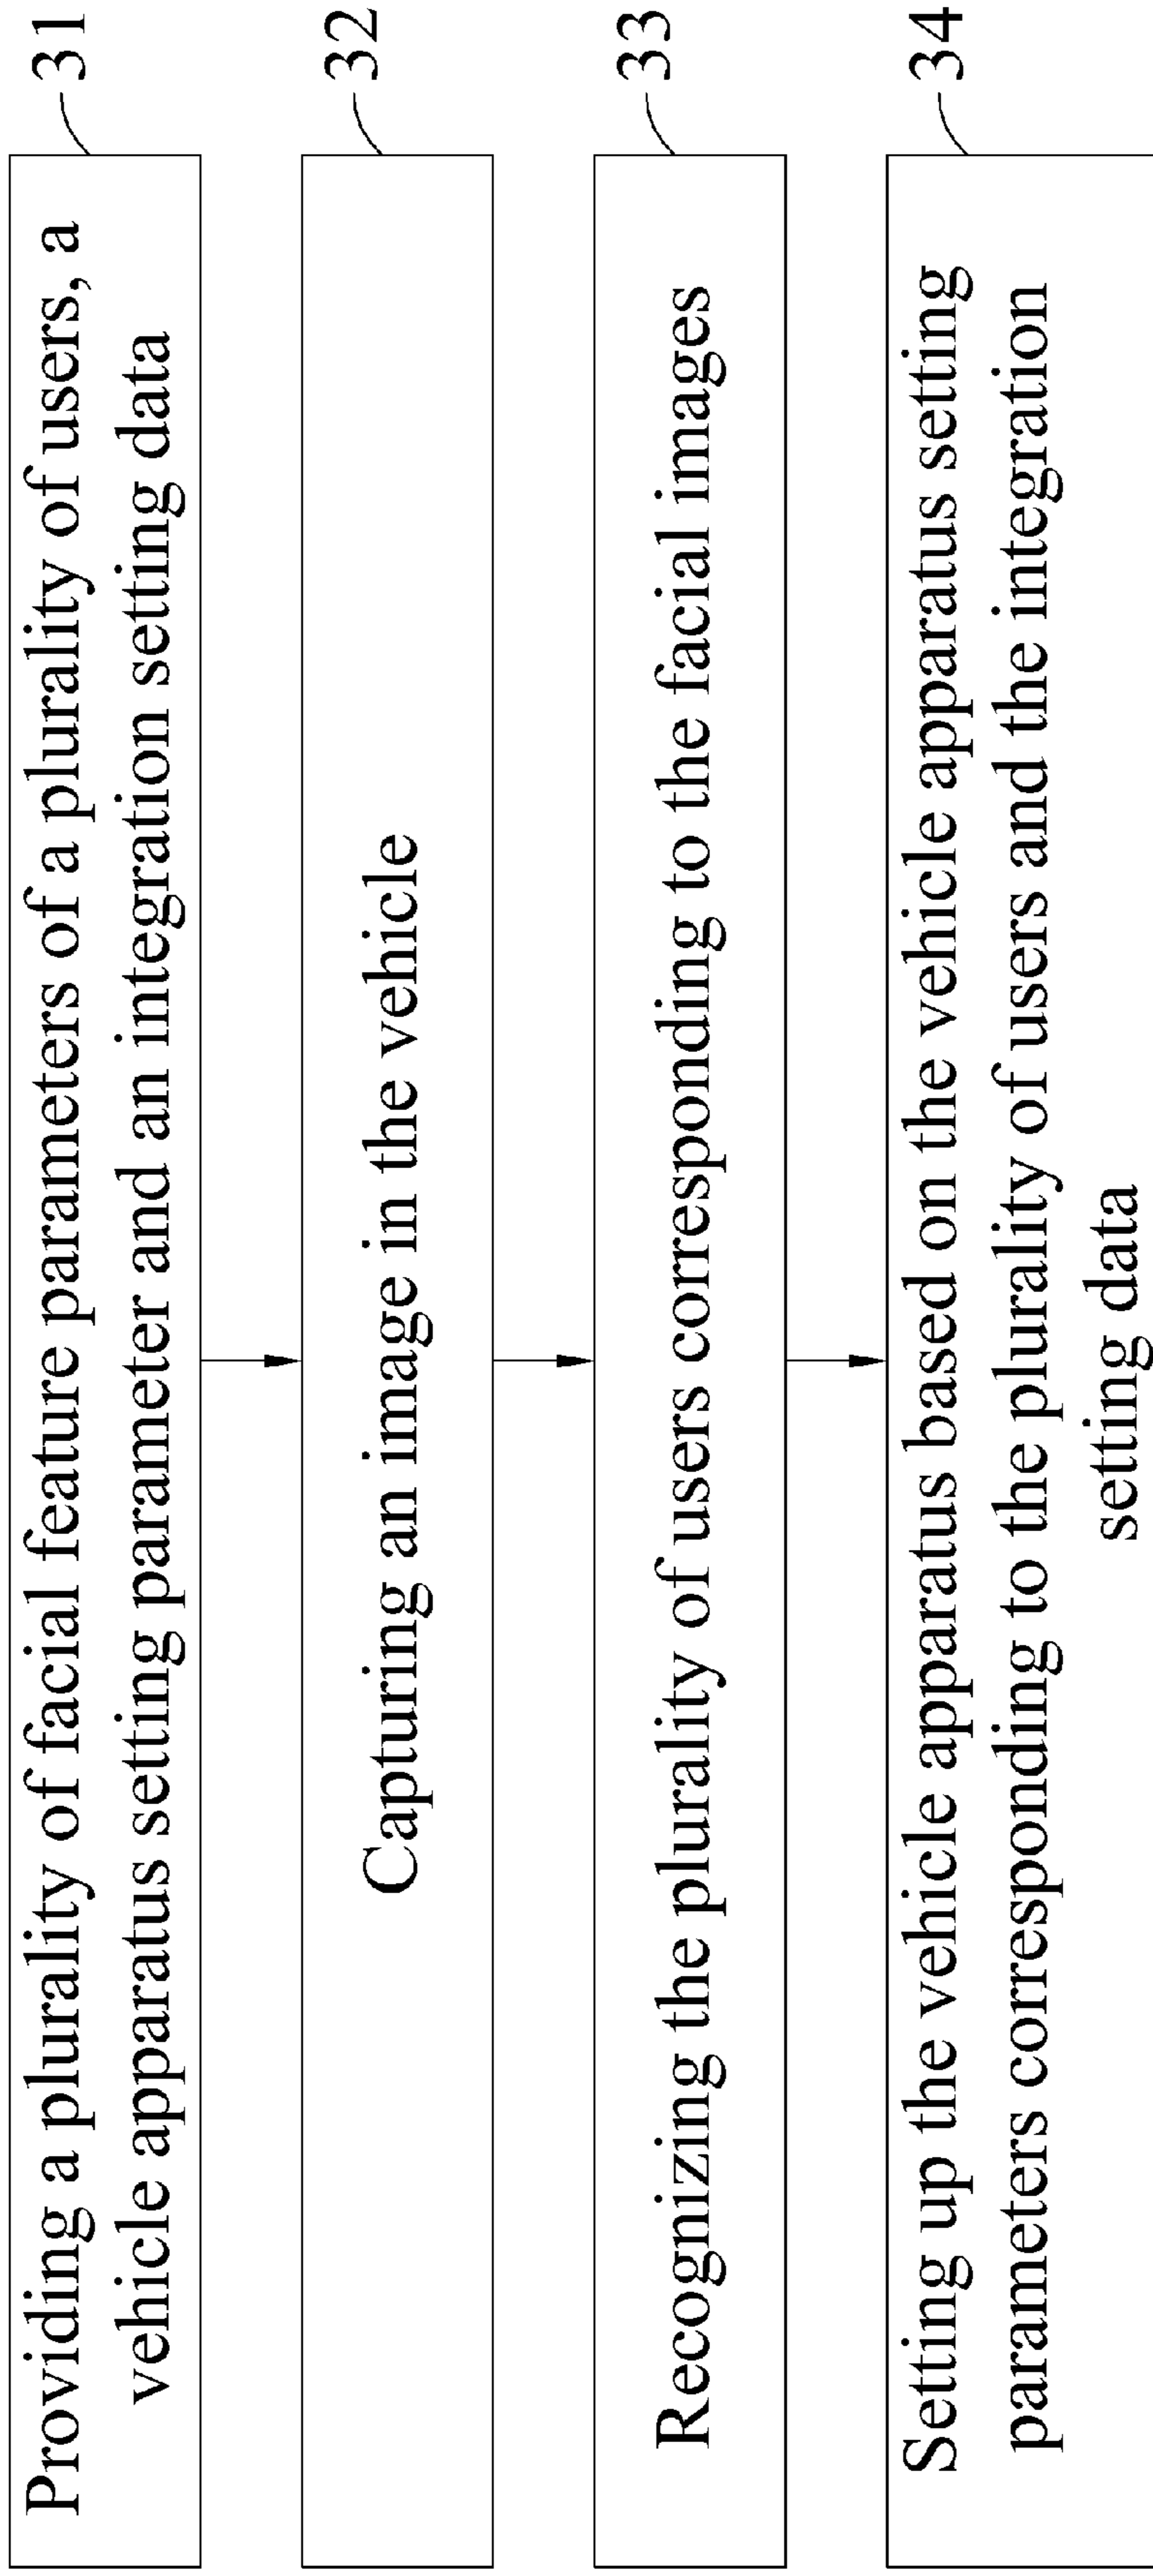 Providing a plurality of facial feature parameters of a plurality of users, a
vehicle apparatus setting parameter and an integration setting data
31
Capturing an image in the vehicle
32
Recognizing the plurality of users corresponding to the facial images
33
Setting up the vehicle apparatus based on the vehicle apparatus setting
parameters corresponding to the plurality of users and the integration
setting data
34